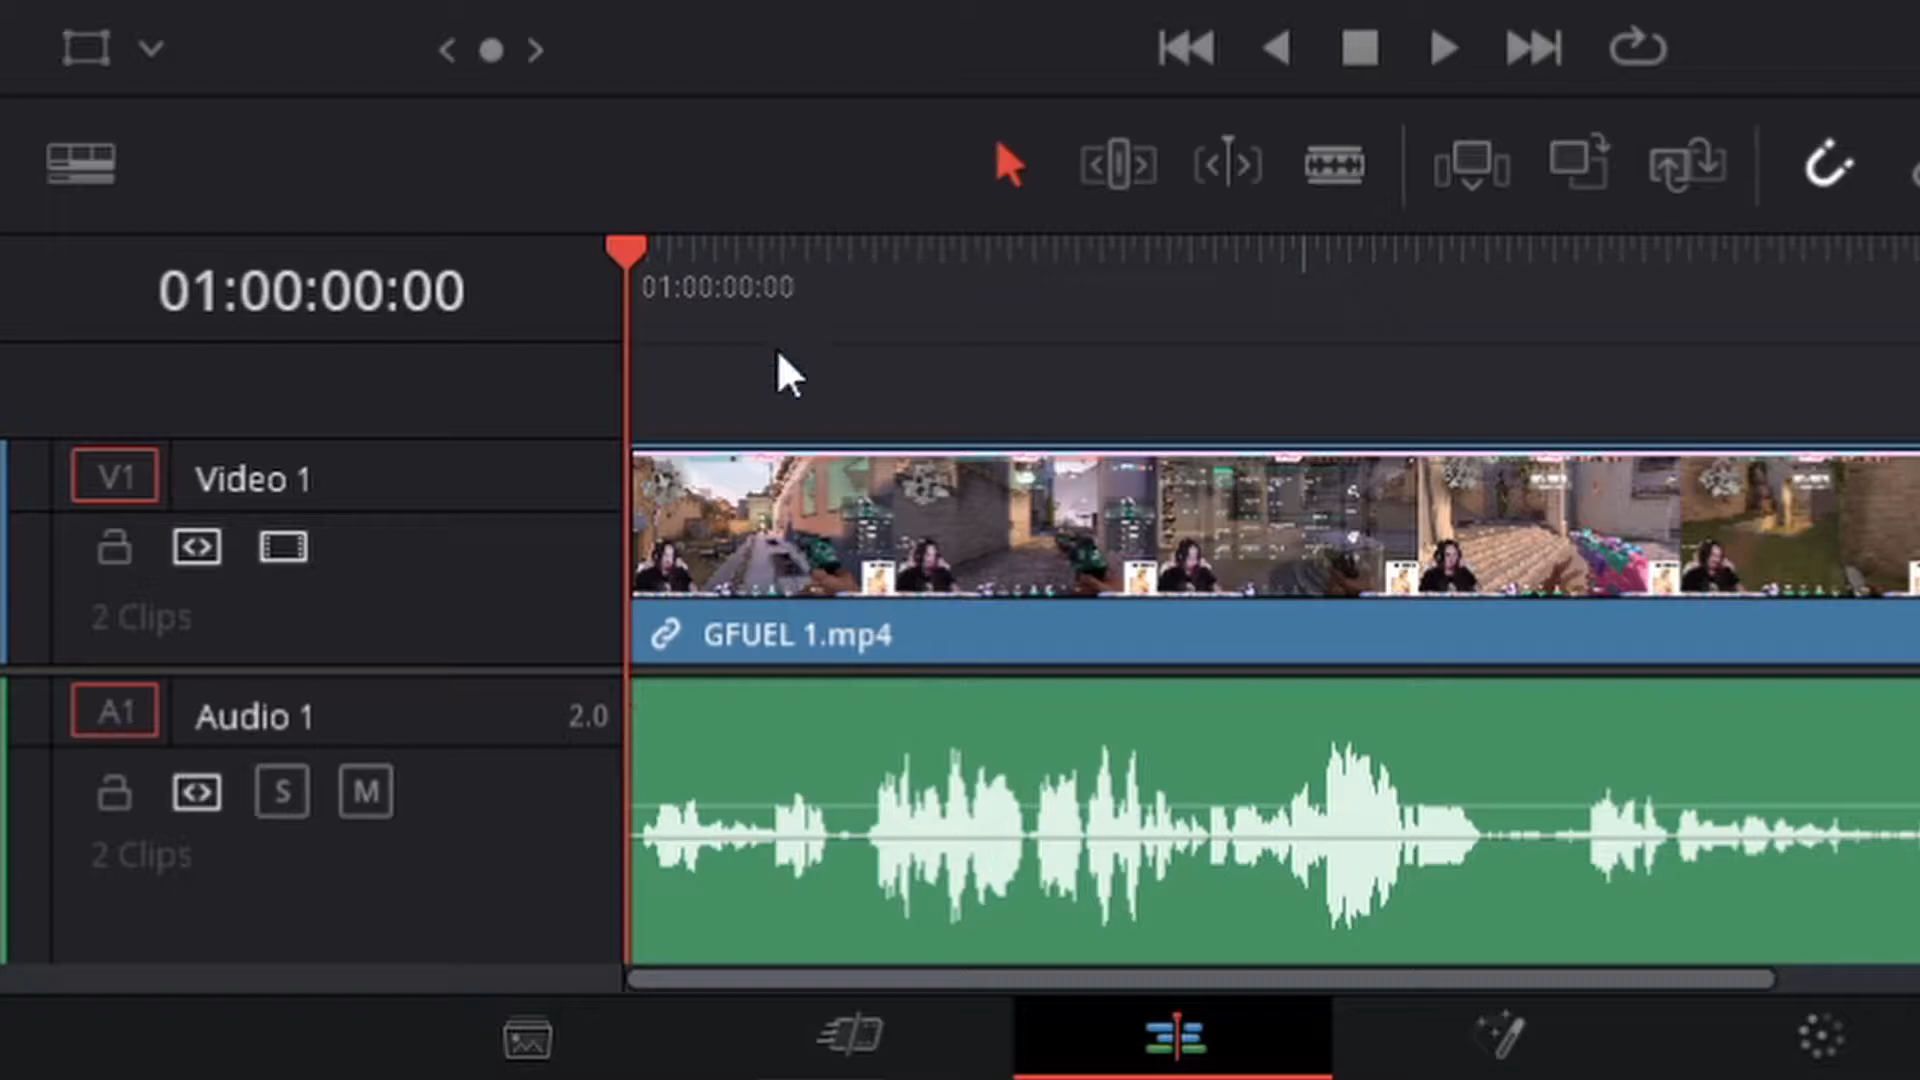 01:00:00:00
01:00:00:00
V1 Video 1
2 Clips
GFUEL 1.mp4
A1 Audio 1 2.0
S M
2 Clips